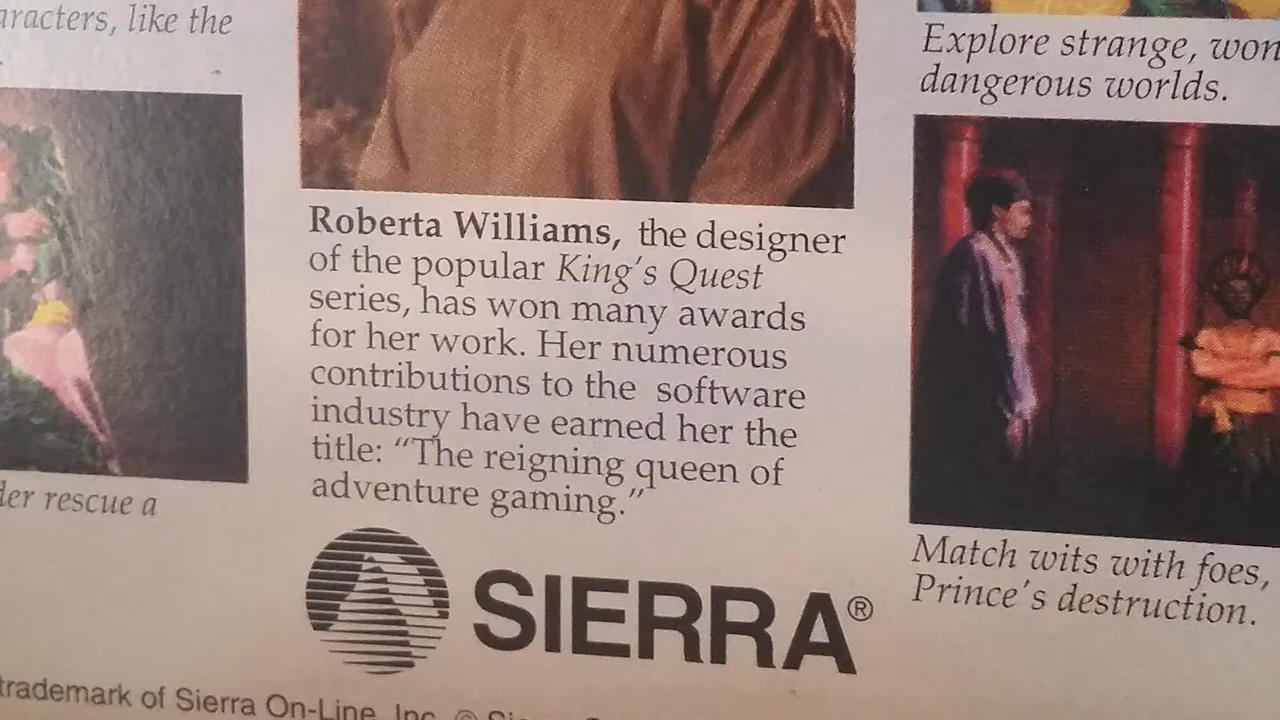 aracters, like the
Roberta Williams, the designer
of the popular King's Quest
series, has won many awards
for her work. Her numerous
contributions to the software
industry have earned her the
title: “The reigning queen of
adventure gaming.”
SIERRA®
Explore strange, won
dangerous worlds.
Match wits with foes,
Prince's destruction.
der rescue a
trademark of Sierra On-Line, Inc. ©